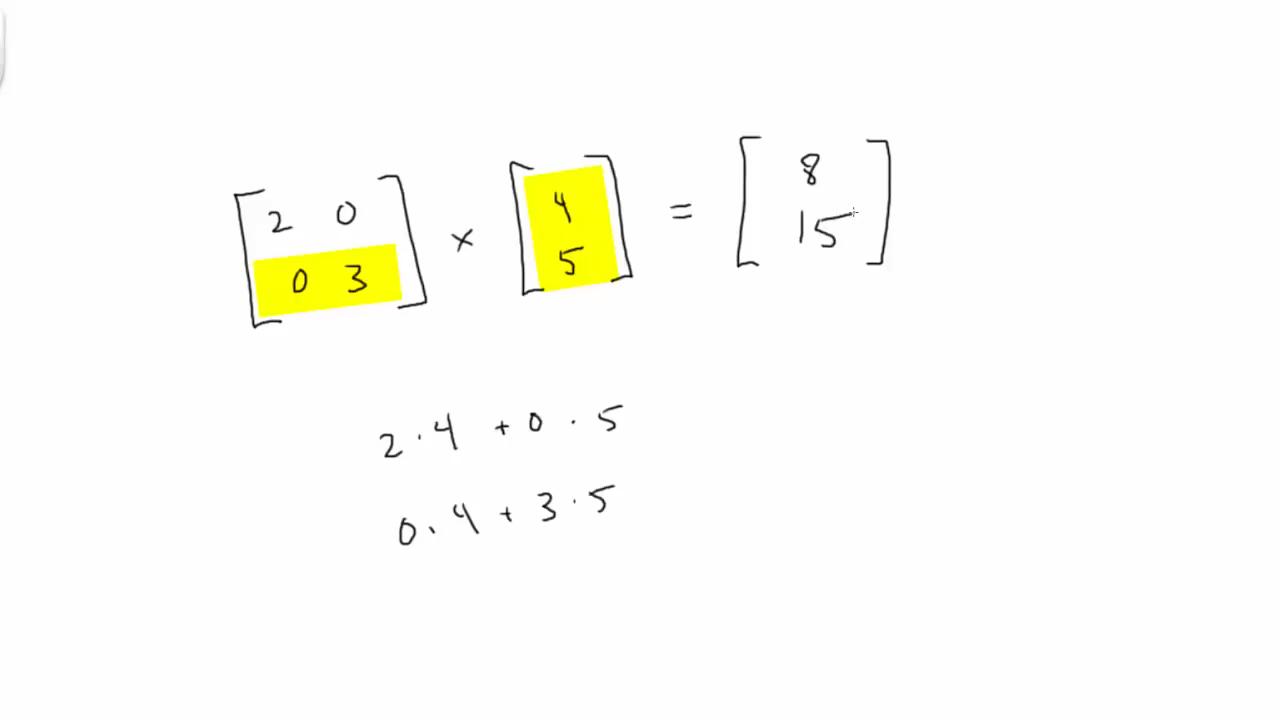 [2 0
0 3] × [4
5] = [8
15]
2 · 4 + 0 · 5
0 · 4 + 3 · 5